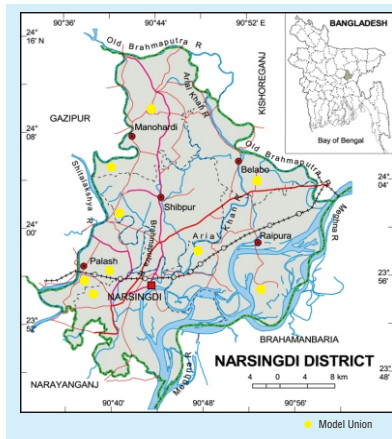 90°36' 90°44' 90°52' E
24° 16' N
Old Brahmaputra R
BANGLADESH
Bay of Bengal
KISHOREGANJ
Arial Khan R
GAZIPUR
24° 08'
Manohardi
Old Brahmaputra R
Belabo
24° 04'
Shitalakshya R
Shibpur
Meghna R
24° 00'
Brahmaputra
Arial Khan
Raipura
Palash
23° 56'
NARSINGDI
23° 52'
BRAHAMANBARIA
NARSINGDI DISTRICT
NARAYANGANJ
Meghna R
4 0 4 8 km
23° 48'
90°40' 90°48' 90°56'
Model Union